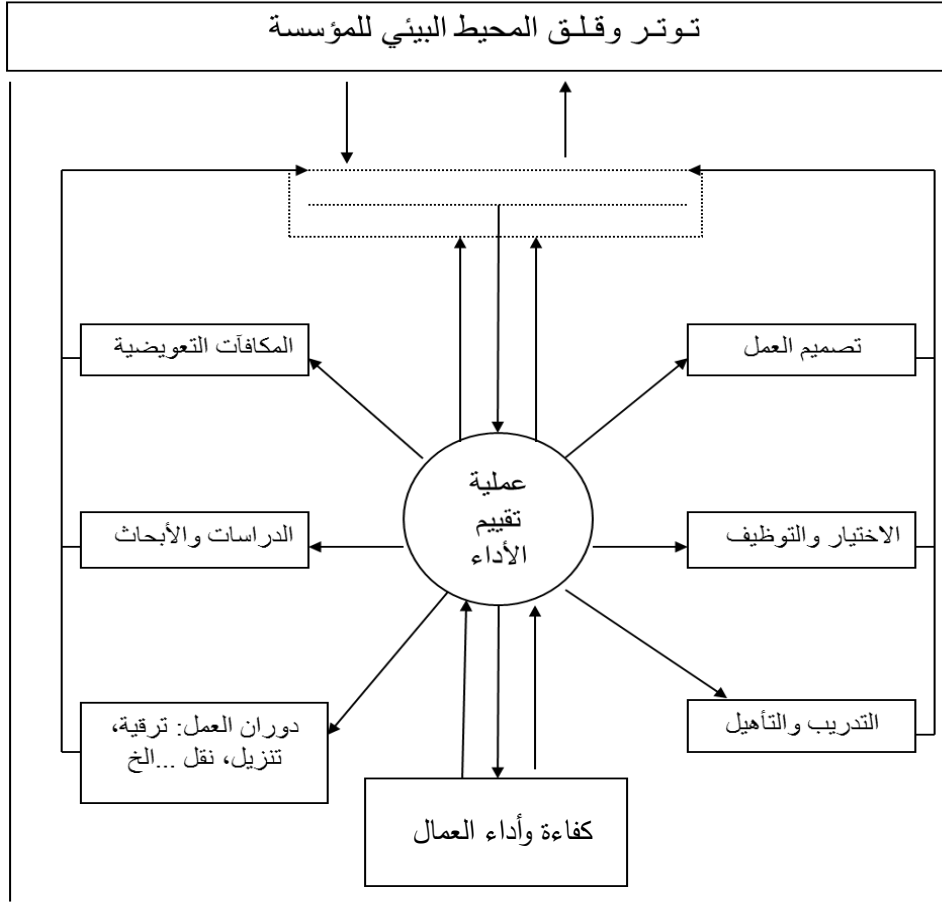 تـوتـر وقـلـق المحيط البيئي للمؤسسة
تصميم العمل
المكافآت التعويضية
عملية
تقييم
الأداء
الاختيار والتوظيف
الدراسات والأبحاث
التدريب والتأهيل
دوران العمل: ترقية،
تنزيل، نقل ...الخ
كفاءة وأداء العمال